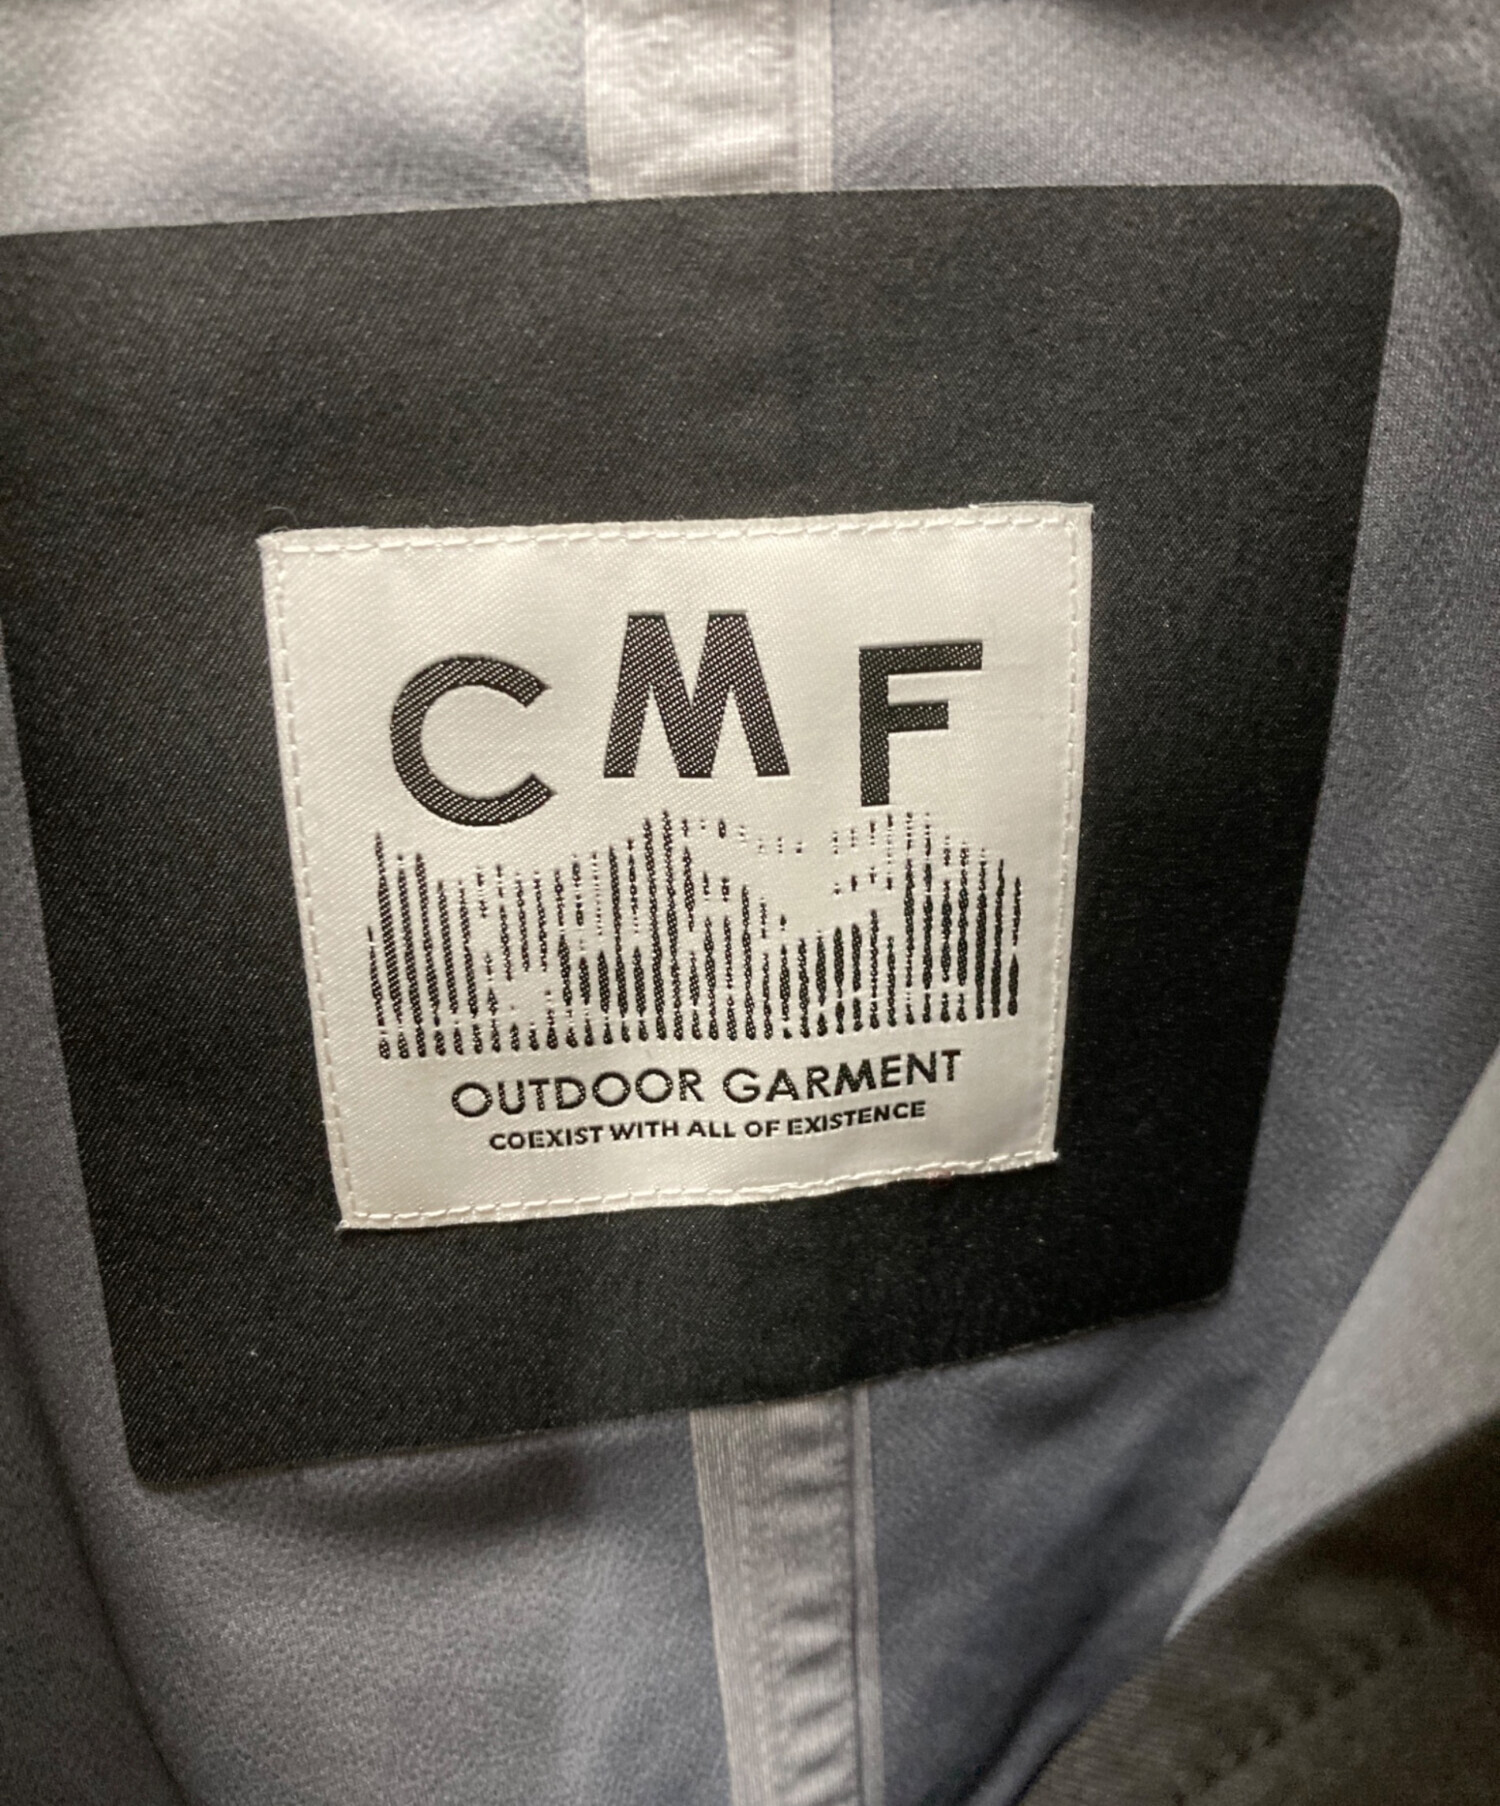 CMF
OUTDOOR GARMENT
COEXIST WITH ALL OF EXISTENCE